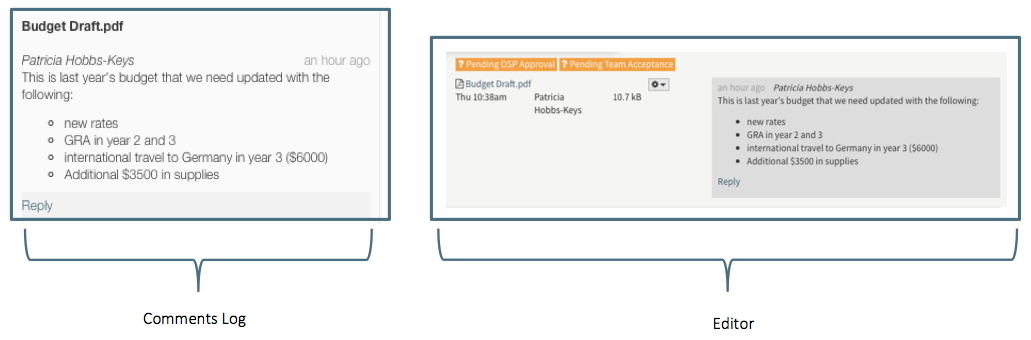 Budget Draft.pdf
Patricia Hobbs-Keys an hour ago
This is last year's budget that we need updated with the
following:
new rates
GRA in year 2 and 3
international travel to Germany in year 3 ($6000)
Additional $3500 in supplies
Reply
Comments Log
? Pending OSP Approval ? Pending Team Acceptance
Budget Draft.pdf
Thu 10:38am Patricia 10.7 kB
Hobbs-Keys
an hour ago Patricia Hobbs-Keys
This is last year's budget that we need updated with the following:
new rates
GRA in year 2 and 3
international travel to Germany in year 3 ($6000)
Additional $3500 in supplies
Reply
Editor